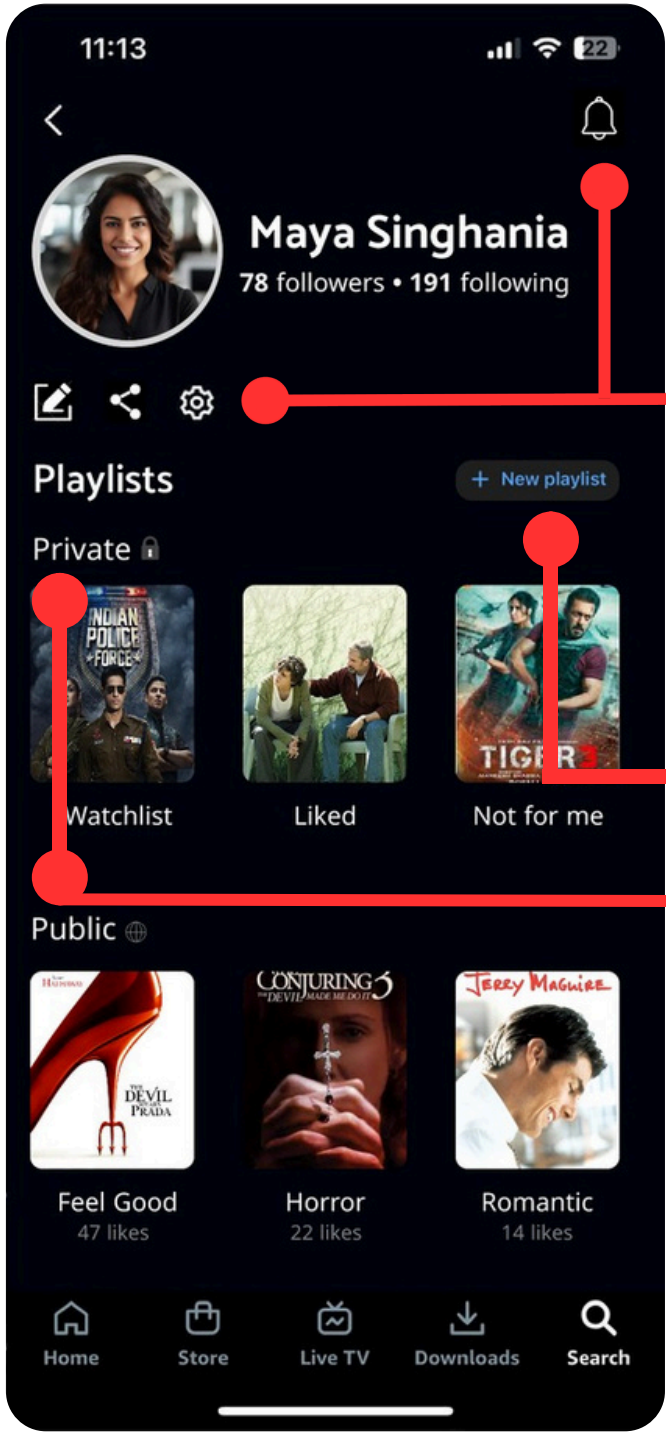 11:13
22
Maya Singhania
78 followers • 191 following
Playlists
+ New playlist
Private
INDIAN
POLICE
FORCE
TIGER 3
Watchlist
Liked
Not for me
Public
THE
DEVIL
WEARS
PRADA
CONJURING 3
THE DEVIL MADE ME DO IT
JERRY MAGUIRE
Feel Good
Horror
Romantic
47 likes
22 likes
14 likes
Home
Store
Live TV
Downloads
Search